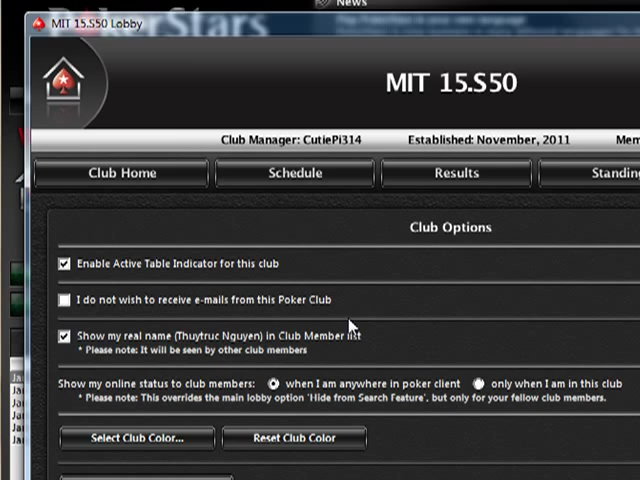 News
MIT 15.S50 Lobby
PokerStars
MIT 15.S50
Club Manager: CutiePi314 Established: November, 2011 Mem
Club Home Schedule Results Standing
Club Options
Enable Active Table Indicator for this club
I do not wish to receive e-mails from this Poker Club
Show my real name (Thuytruc Nguyen) in Club Member list
* Please note: It will be seen by other club members
Show my online status to club members: when I am anywhere in poker client only when I am in this club
* Please note: This overrides the main lobby option 'Hide from Search Feature', but only for your fellow club members.
Select Club Color... Reset Club Color